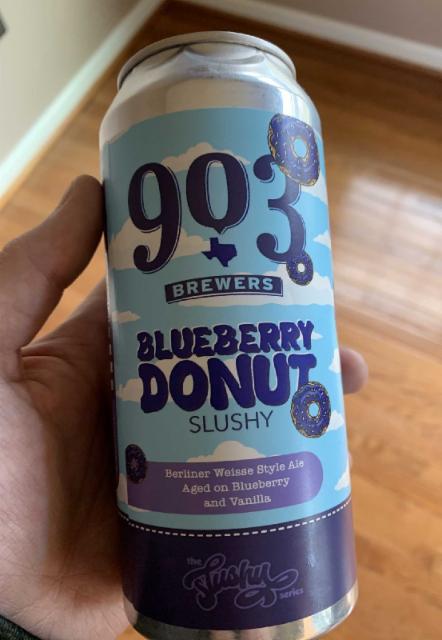 903
BREWERS
BLUEBERRY
DONUT
SLUSHY
Berliner Weisse Style Ale
Aged on Blueberry
and Vanilla
the
Slushy
series